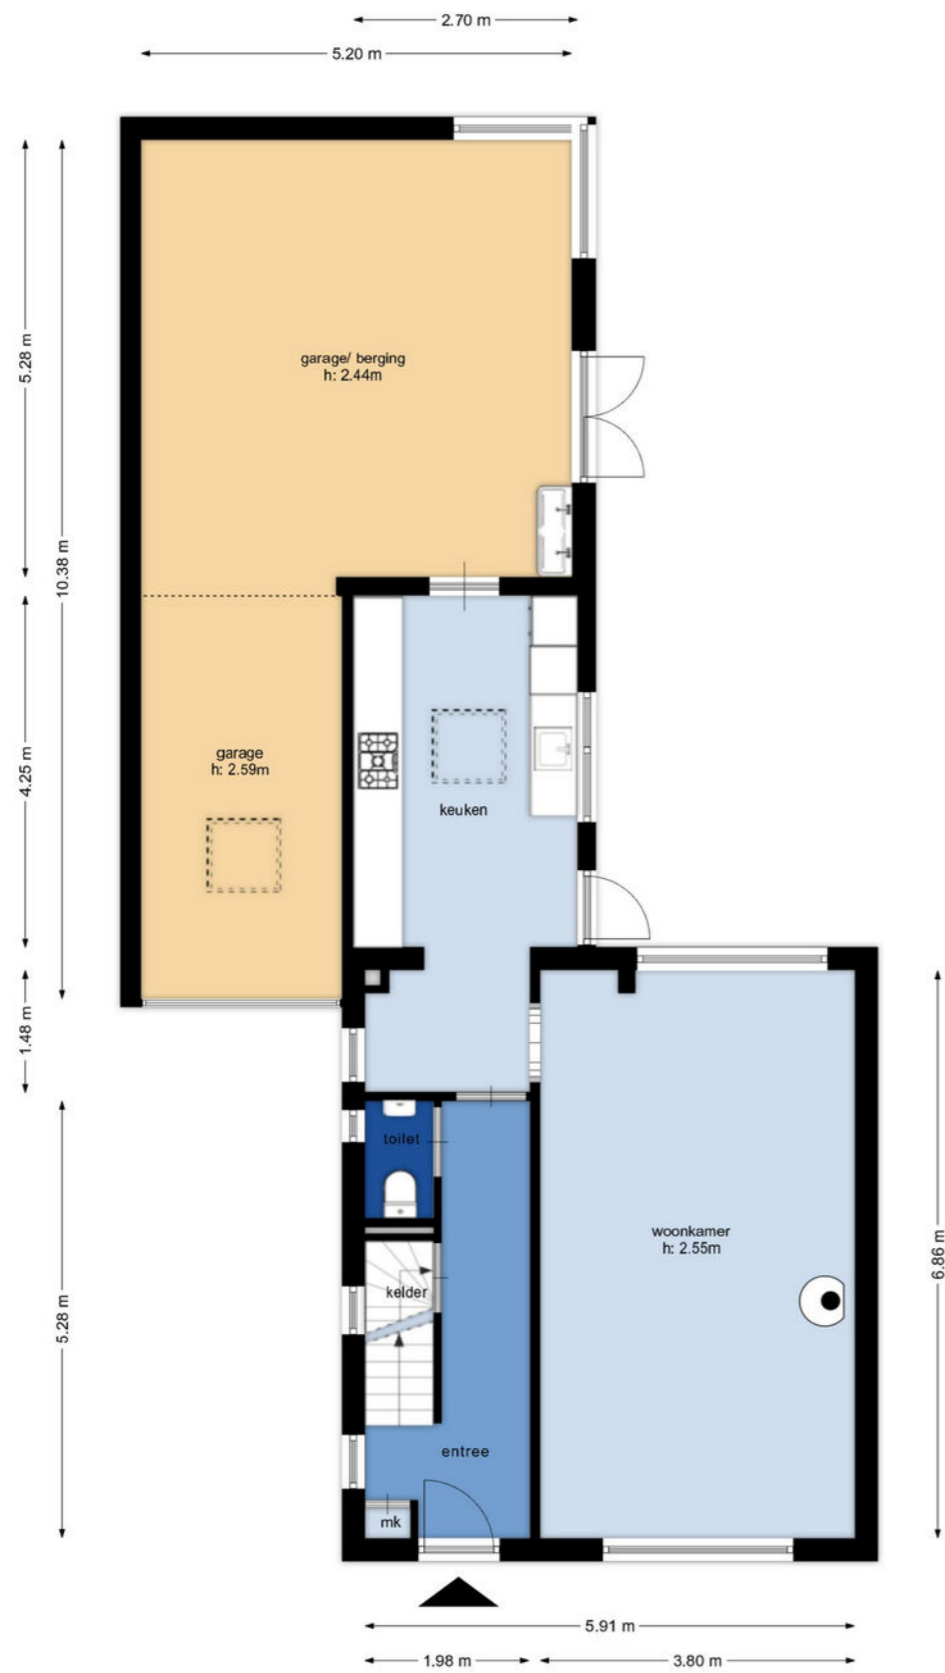 2.70 m
5.20 m
5.28 m
10.38 m
garage/ berging
h: 2.44m
4.25 m
garage
h: 2.59m
keuken
1.48 m
toilet
5.28 m
kelder
woonkamer
h: 2.55m
6.86 m
entree
mk
5.91 m
1.98 m
3.80 m